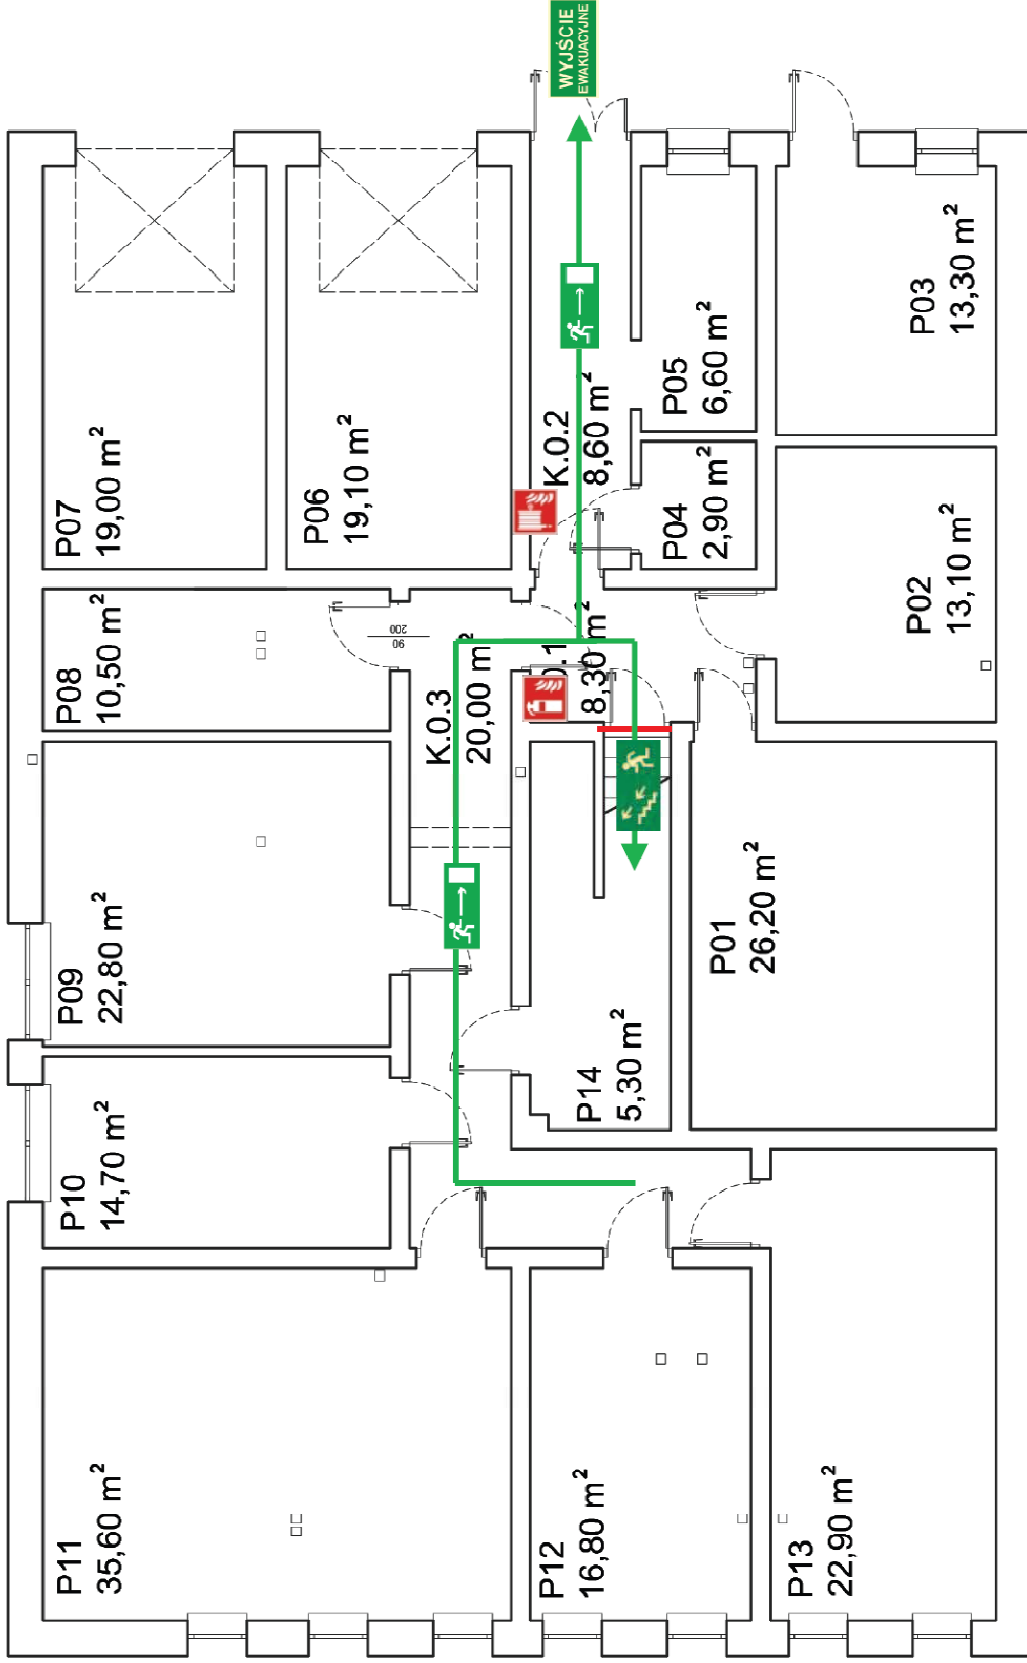 P07
19,00 m²
P06
19,10 m²
P08
10,50 m²
P09
22,80 m²
P10
14,70 m²
P11
35,60 m²
P12
16,80 m²
P13
22,90 m²
P14
5,30 m²
P01
26,20 m²
P02
13,10 m²
P03
13,30 m²
P04
2,90 m²
P05
6,60 m²
K.0.2
8,60 m²
K.0.3
20,00 m²
0.1
8,30 m²
90
200
WYJŚCIE
EWAKUACYJNE